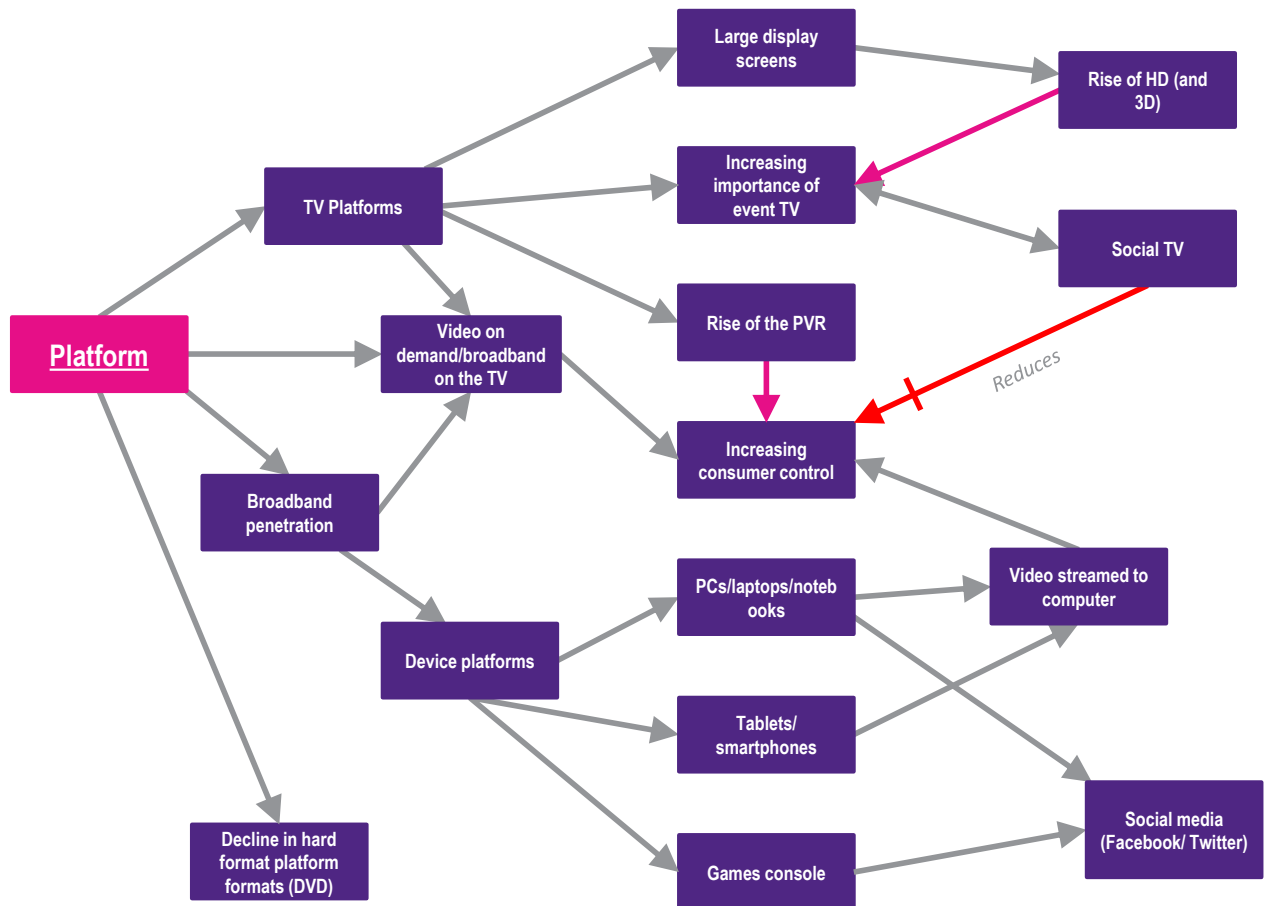 Large display
screens
Rise of HD (and
3D)
Increasing
importance of
event TV
TV Platforms
Social TV
Rise of the PVR
Platform
Video on
demand/broadband
on the TV
Reduces
Increasing
consumer control
Broadband
penetration
PCs/laptops/noteb
ooks
Video streamed to
computer
Device platforms
Tablets/
smartphones
Social media
(Facebook/ Twitter)
Decline in hard
format platform
formats (DVD)
Games console